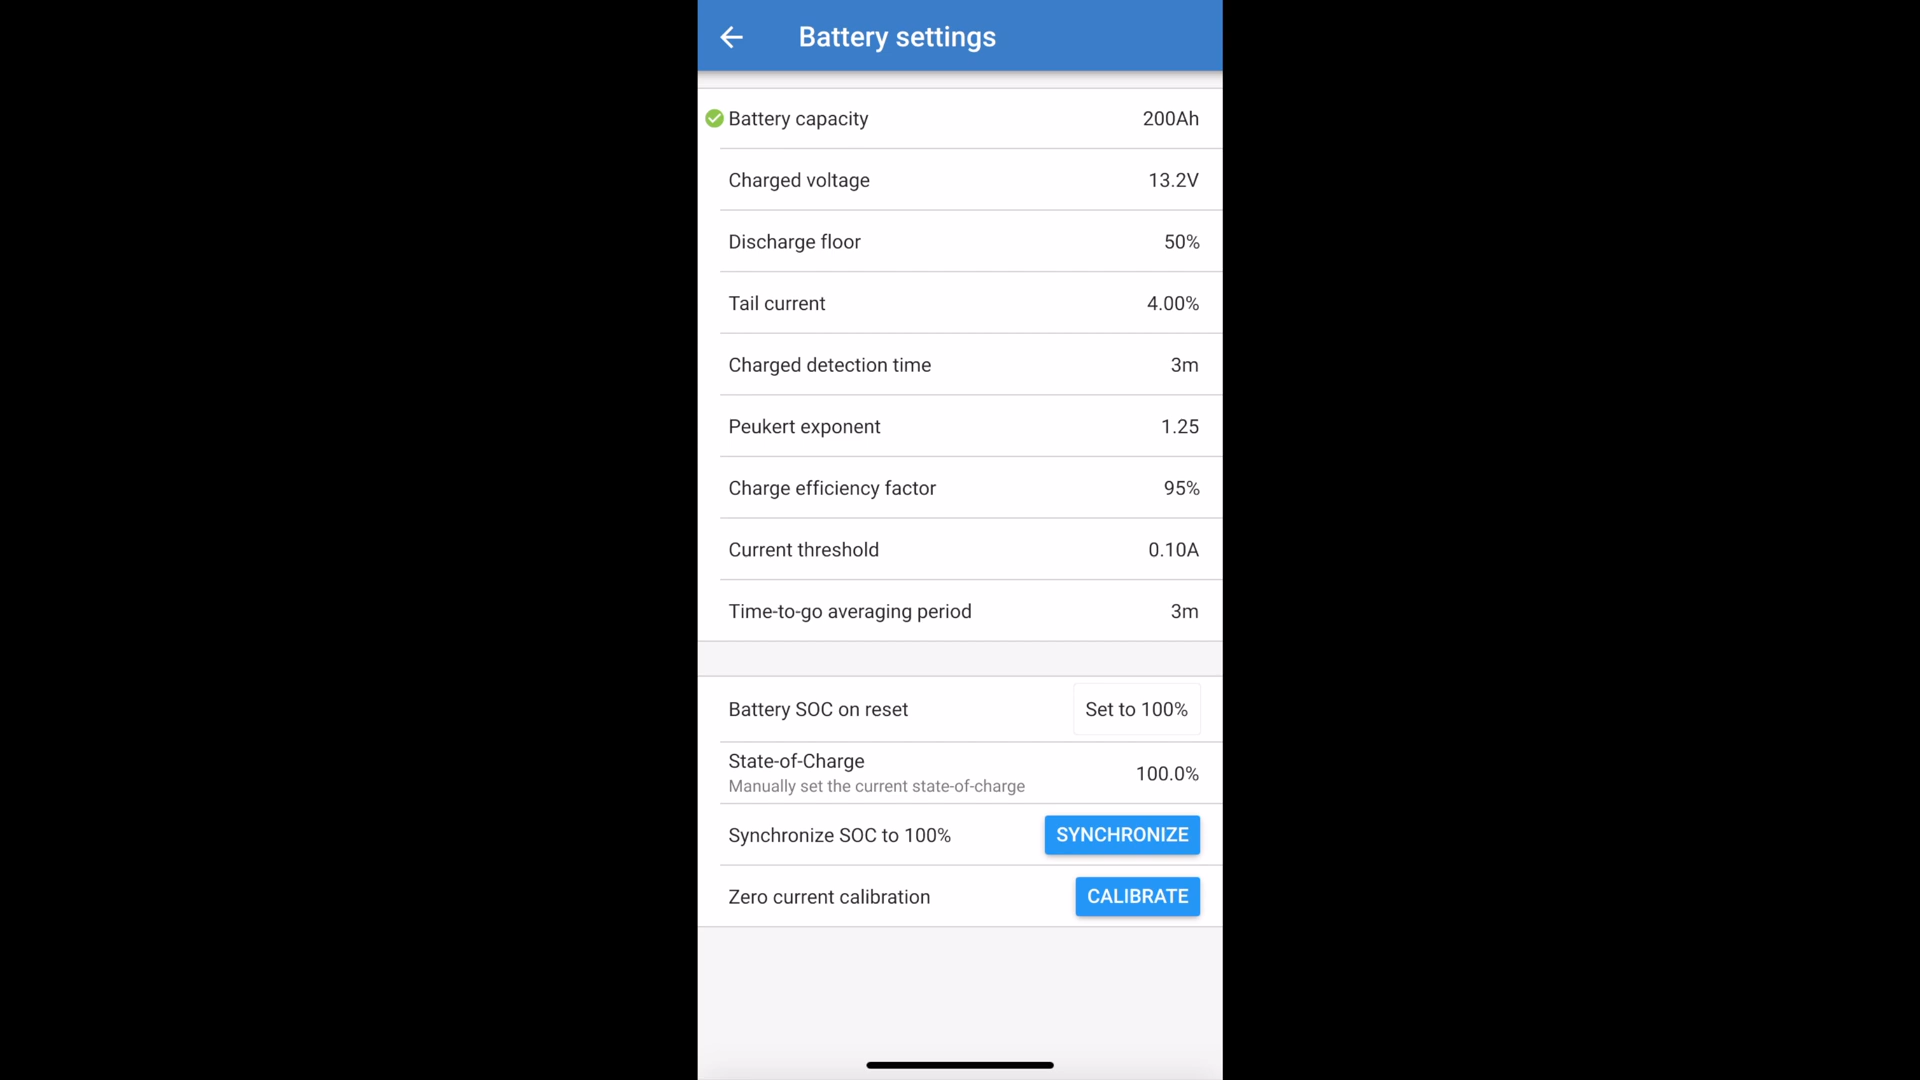 Battery settings
Battery capacity 200Ah
Charged voltage 13.2V
Discharge floor 50%
Tail current 4.00%
Charged detection time 3m
Peukert exponent 1.25
Charge efficiency factor 95%
Current threshold 0.10A
Time-to-go averaging period 3m
Battery SOC on reset Set to 100%
State-of-Charge 100.0%
Manually set the current state-of-charge
Synchronize SOC to 100% SYNCHRONIZE
Zero current calibration CALIBRATE